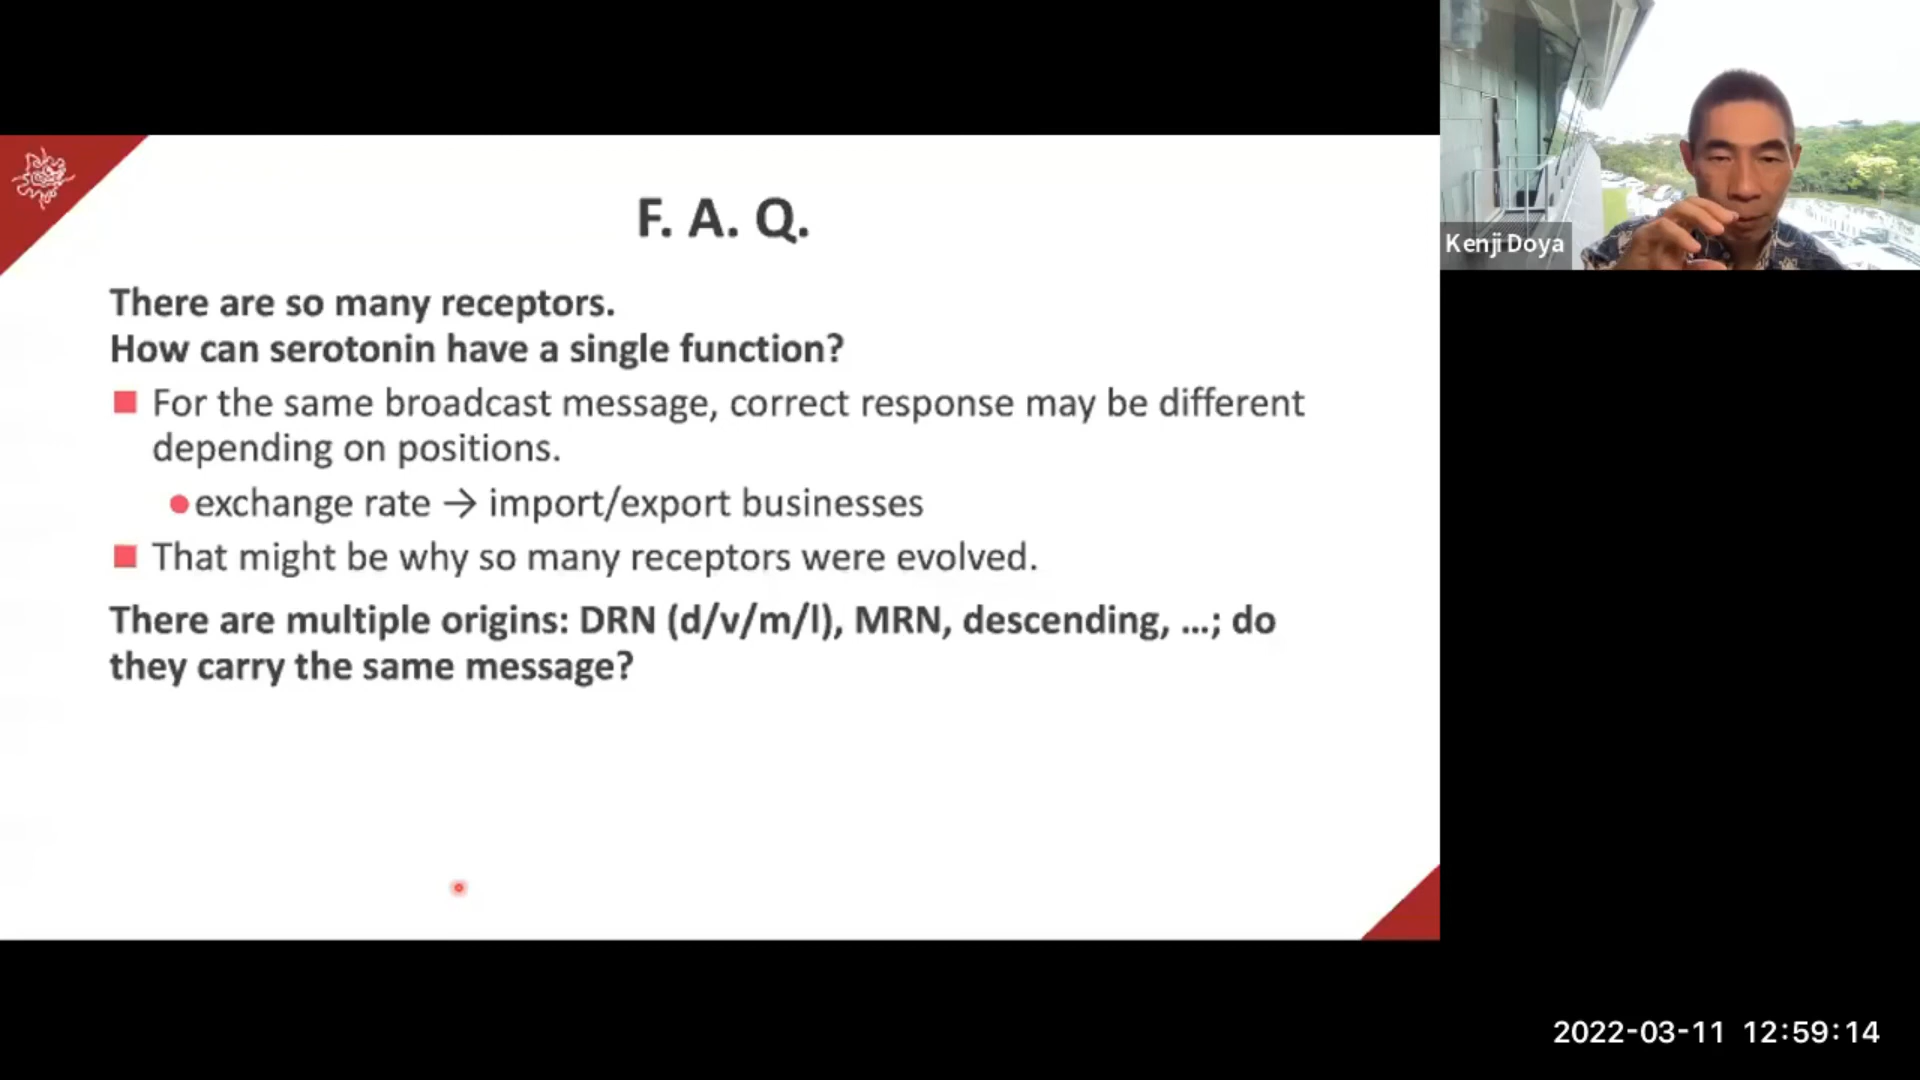 F. A. Q.
There are so many receptors.
How can serotonin have a single function?
For the same broadcast message, correct response may be different
depending on positions.
exchange rate → import/export businesses
That might be why so many receptors were evolved.
There are multiple origins: DRN (d/v/m/l), MRN, descending, ...; do
they carry the same message?
Kenji Doya
2022-03-11 12:59:14